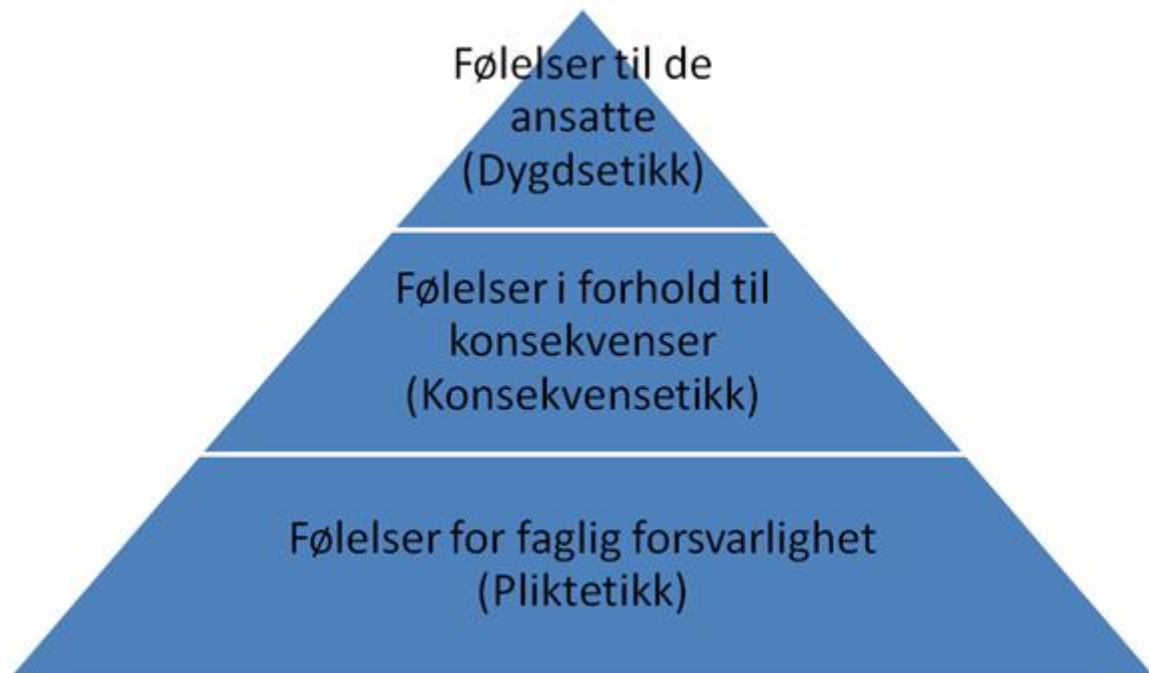 Følelser til de
ansatte
(Dygdsetikk)
Følelser i forhold til
konsekvenser
(Konsekvensetikk)
Følelser for faglig forsvarlighet
(Pliktetikk)